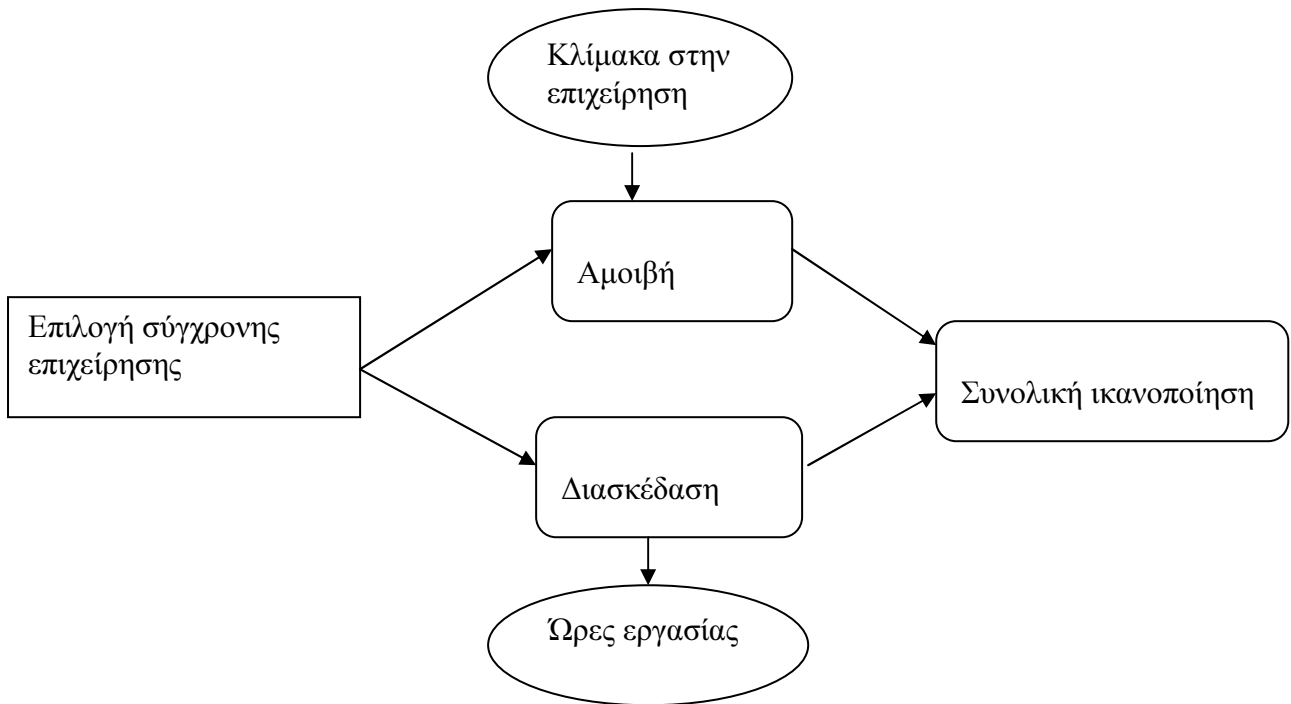 Κλίμακα στην
επιχείρηση
Αμοιβή
Επιλογή σύγχρονης
επιχείρησης
Συνολική ικανοποίηση
Διασκέδαση
Ώρες εργασίας